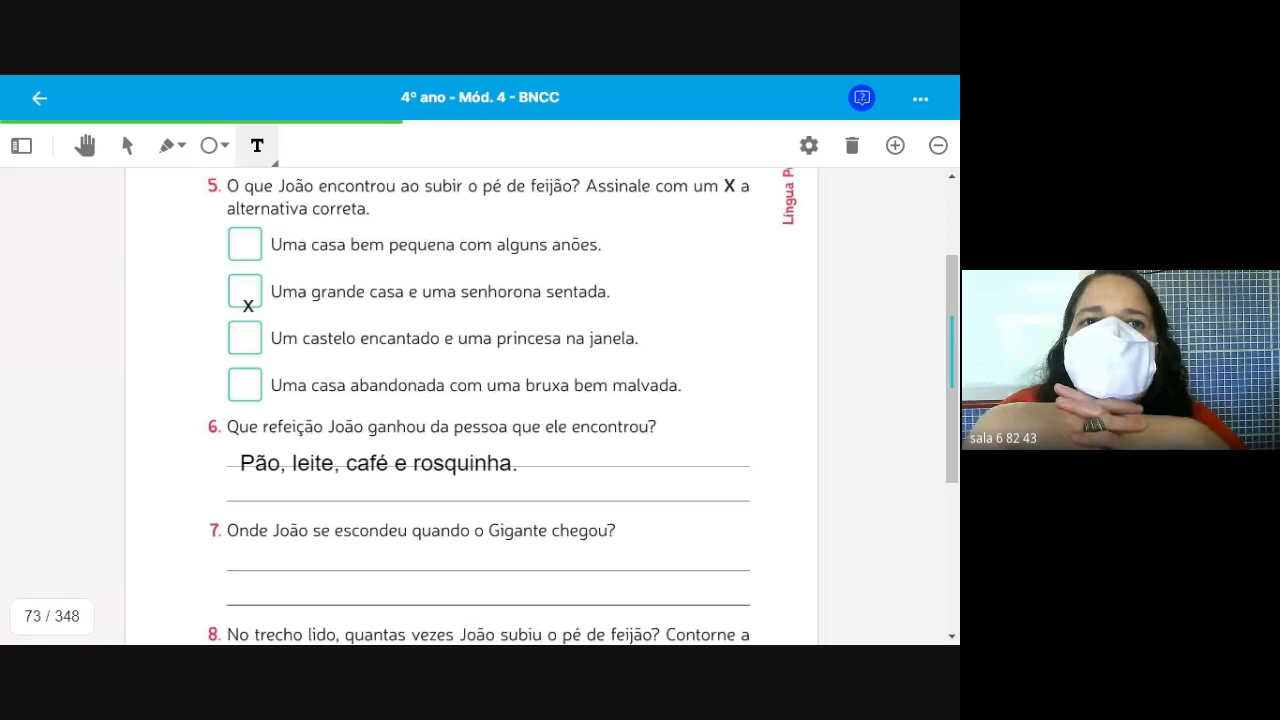 4º ano - Mód. 4 - BNCC
T
Língua P
5. O que João encontrou ao subir o pé de feijão? Assinale com um X a
alternativa correta.
Uma casa bem pequena com alguns anões.
X Uma grande casa e uma senhorona sentada.
Um castelo encantado e uma princesa na janela.
Uma casa abandonada com uma bruxa bem malvada.
6. Que refeição João ganhou da pessoa que ele encontrou?
Pão, leite, café e rosquinha.
7. Onde João se escondeu quando o Gigante chegou?
8. No trecho lido, quantas vezes João subiu o pé de feijão? Contorne a
73 / 348
sala 6 82 43